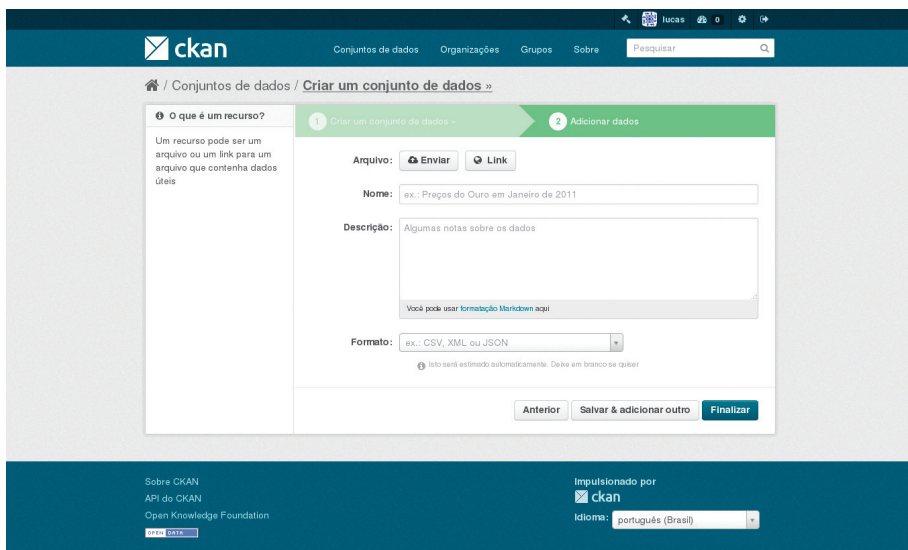 lucas 0
ckan
Conjuntos de dados Organizações Grupos Sobre Pesquisar
/ Conjuntos de dados / Criar um conjunto de dados »
O que é um recurso?
Um recurso pode ser um
arquivo ou um link para um
arquivo que contenha dados
úteis
1 Criar um conjunto de dados »
2 Adicionar dados
Arquivo: Enviar Link
Nome: ex.: Preços do Ouro em Janeiro de 2011
Descrição: Algumas notas sobre os dados
Você pode usar formatação Markdown aqui
Formato: ex.: CSV, XML ou JSON
Isto será estimado automaticamente. Deixe em branco se quiser
Anterior Salvar & adicionar outro Finalizar
Sobre CKAN
API do CKAN
Open Knowledge Foundation
OPEN DATA
Impulsionado por
ckan
Idioma: português (Brasil)